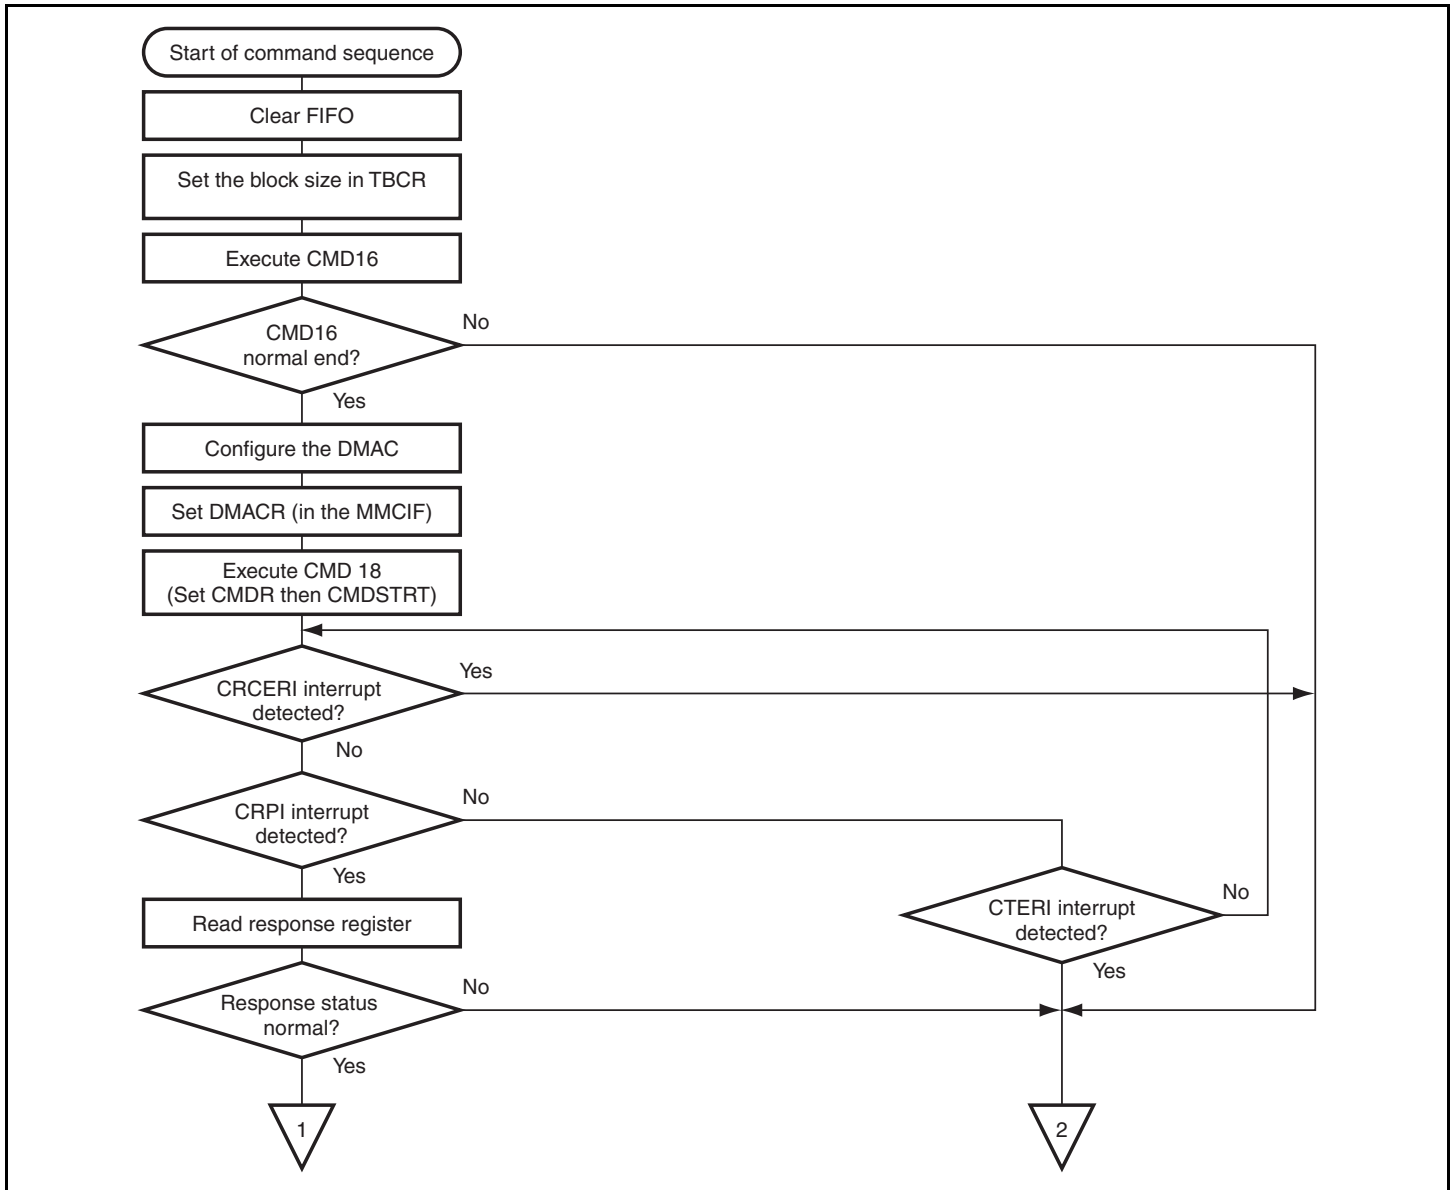 Start of command sequence
Clear FIFO
Set the block size in TBCR
Execute CMD16
CMD16
normal end?
No
Yes
Configure the DMAC
Set DMACR (in the MMCIF)
Execute CMD 18
(Set CMDR then CMDSTRT)
CRCERI interrupt
detected?
Yes
No
CRPI interrupt
detected?
No
Yes
CTERI interrupt
detected?
No
Yes
Read response register
Response status
normal?
No
Yes
1
2